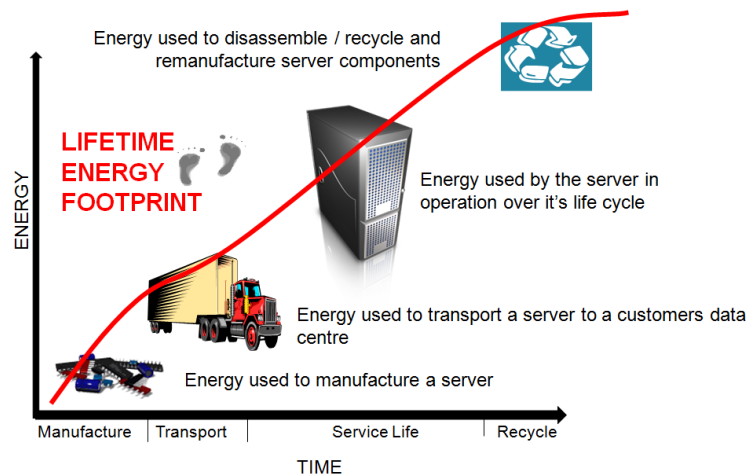 Energy used to disassemble / recycle and
remanufacture server components
LIFETIME
ENERGY
FOOTPRINT
ENERGY
Energy used by the server in
operation over it's life cycle
Energy used to transport a server to a customers data
centre
Energy used to manufacture a server
Manufacture
Transport
Service Life
Recycle
TIME